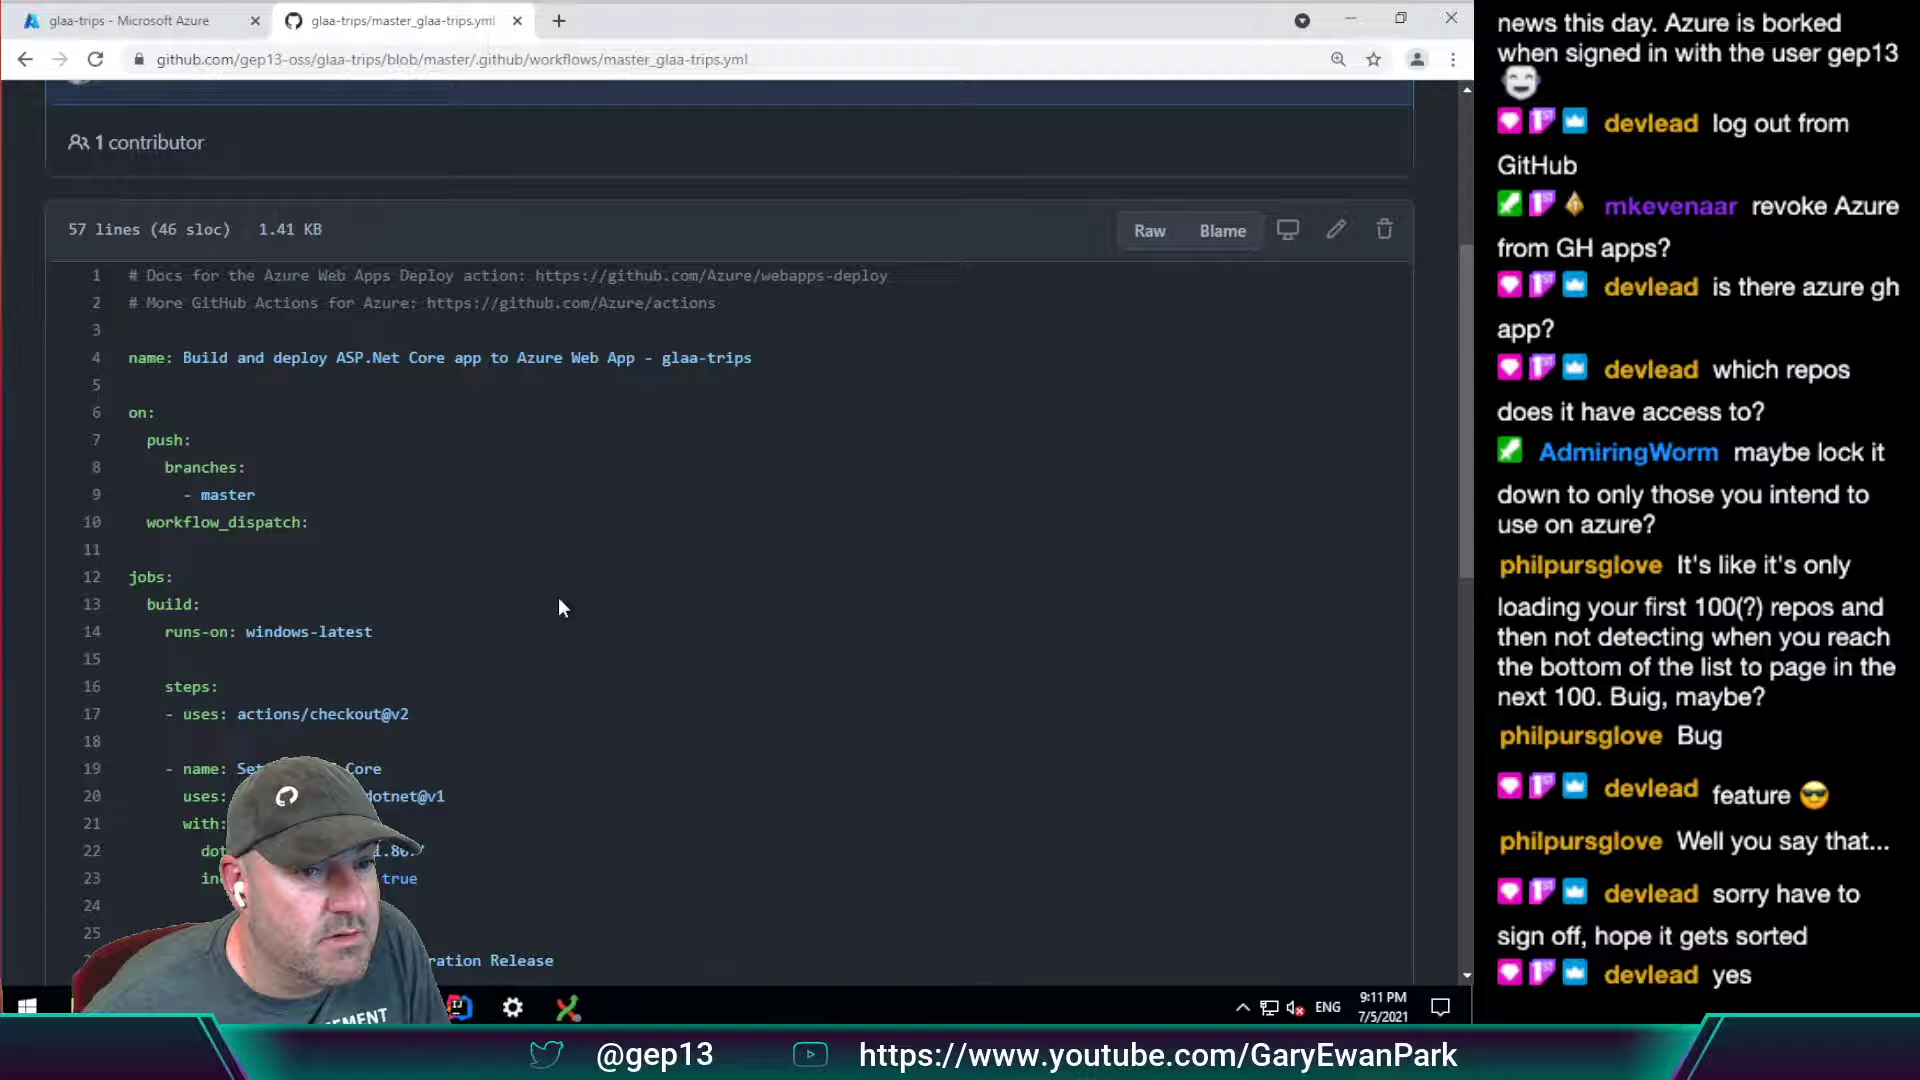 glaa-trips - Microsoft Azure
glaa-trips/master_glaa-trips.yml
github.com/gep13-oss/glaa-trips/blob/master/.github/workflows/master_glaa-trips.yml
1 contributor
57 lines (46 sloc) 1.41 KB
Raw Blame
1 # Docs for the Azure Web Apps Deploy action: https://github.com/Azure/webapps-deploy
2 # More GitHub Actions for Azure: https://github.com/Azure/actions
3
4 name: Build and deploy ASP.Net Core app to Azure Web App - glaa-trips
5
6 on:
7 push:
8 branches:
9 - master
10 workflow_dispatch:
11
12 jobs:
13 build:
14 runs-on: windows-latest
15
16 steps:
17 - uses: actions/checkout@v2
18
19 - name: Core
20 uses: dotnet@v1
21 with:
22
23 true
24
25
Release
ENG
9:11 PM
7/5/2021
news this day. Azure is borked
when signed in with the user gep13
devlead log out from
GitHub
mkevenaar revoke Azure
from GH apps?
devlead is there azure gh
app?
devlead which repos
does it have access to?
AdmiringWorm maybe lock it
down to only those you intend to
use on azure?
philpursglove It's like it's only
loading your first 100(?) repos and
then not detecting when you reach
the bottom of the list to page in the
next 100. Buig, maybe?
philpursglove Bug
devlead feature 😎
philpursglove Well you say that...
devlead sorry have to
sign off, hope it gets sorted
devlead yes
@gep13
https://www.youtube.com/GaryEwanPark